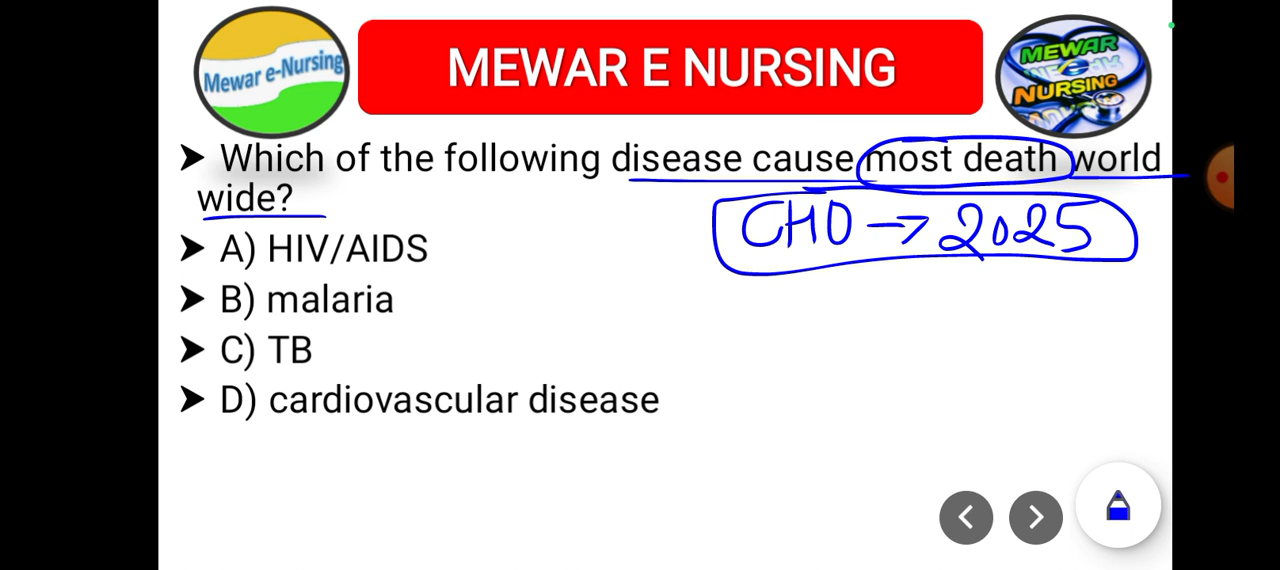 Mewar e-Nursing
MEWAR E NURSING
MEWAR
NURSING
➤ Which of the following disease cause most death world
wide?
CHO → 2025
➤ A) HIV/AIDS
➤ B) malaria
➤ C) TB
➤ D) cardiovascular disease